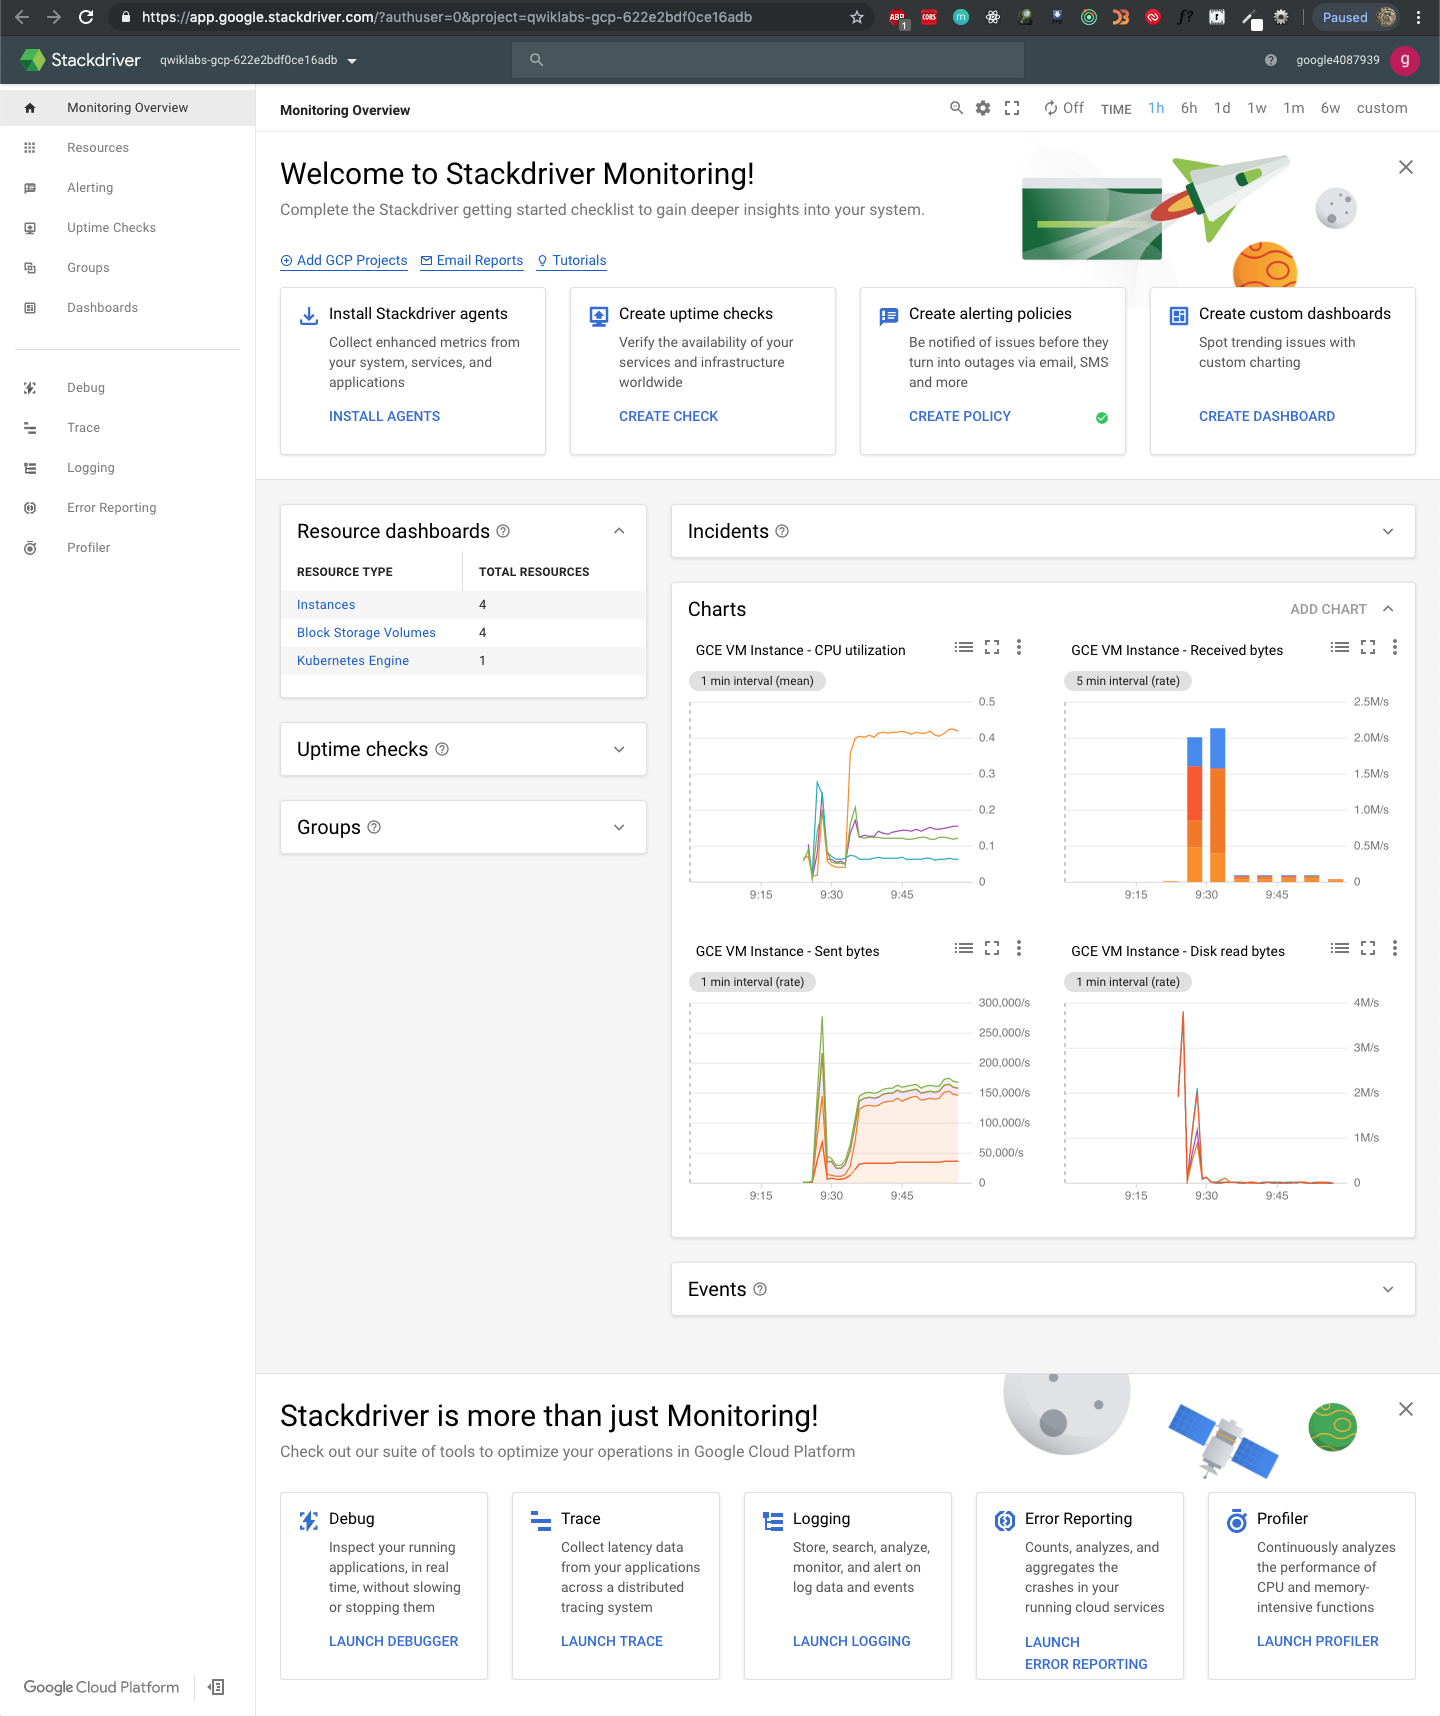 https://app.google.stackdriver.com/?authuser=0&project=qwiklabs-gcp-622e2bdf0ce16adb
ABP
1
CORS
m
f?
Paused
Stackdriver
qwiklabs-gcp-622e2bdf0ce16adb
google4087939
g
Monitoring Overview
Resources
Alerting
Uptime Checks
Groups
Dashboards
Debug
Trace
Logging
Error Reporting
Profiler
Google Cloud Platform
Monitoring Overview
Off TIME 1h 6h 1d 1w 1m 6w custom
Welcome to Stackdriver Monitoring!
Complete the Stackdriver getting started checklist to gain deeper insights into your system.
Add GCP Projects Email Reports Tutorials
Install Stackdriver agents
Collect enhanced metrics from
your system, services, and
applications
INSTALL AGENTS
Create uptime checks
Verify the availability of your
services and infrastructure
worldwide
CREATE CHECK
Create alerting policies
Be notified of issues before they
turn into outages via email, SMS
and more
CREATE POLICY
Create custom dashboards
Spot trending issues with
custom charting
CREATE DASHBOARD
Resource dashboards
RESOURCE TYPE TOTAL RESOURCES
Instances 4
Block Storage Volumes 4
Kubernetes Engine 1
Uptime checks
Groups
Incidents
Charts
ADD CHART
GCE VM Instance - CPU utilization
1 min interval (mean)
0.5
0.4
0.3
0.2
0.1
0
9:15 9:30 9:45
GCE VM Instance - Received bytes
5 min interval (rate)
2.5M/s
2.0M/s
1.5M/s
1.0M/s
0.5M/s
0
9:15 9:30 9:45
GCE VM Instance - Sent bytes
1 min interval (rate)
300,000/s
250,000/s
200,000/s
150,000/s
100,000/s
50,000/s
0
9:15 9:30 9:45
GCE VM Instance - Disk read bytes
1 min interval (rate)
4M/s
3M/s
2M/s
1M/s
0
9:15 9:30 9:45
Events
Stackdriver is more than just Monitoring!
Check out our suite of tools to optimize your operations in Google Cloud Platform
Debug
Inspect your running
applications, in real
time, without slowing
or stopping them
LAUNCH DEBUGGER
Trace
Collect latency data
from your applications
across a distributed
tracing system
LAUNCH TRACE
Logging
Store, search, analyze,
monitor, and alert on
log data and events
LAUNCH LOGGING
Error Reporting
Counts, analyzes, and
aggregates the
crashes in your
running cloud services
LAUNCH
ERROR REPORTING
Profiler
Continuously analyzes
the performance of
CPU and memory-
intensive functions
LAUNCH PROFILER